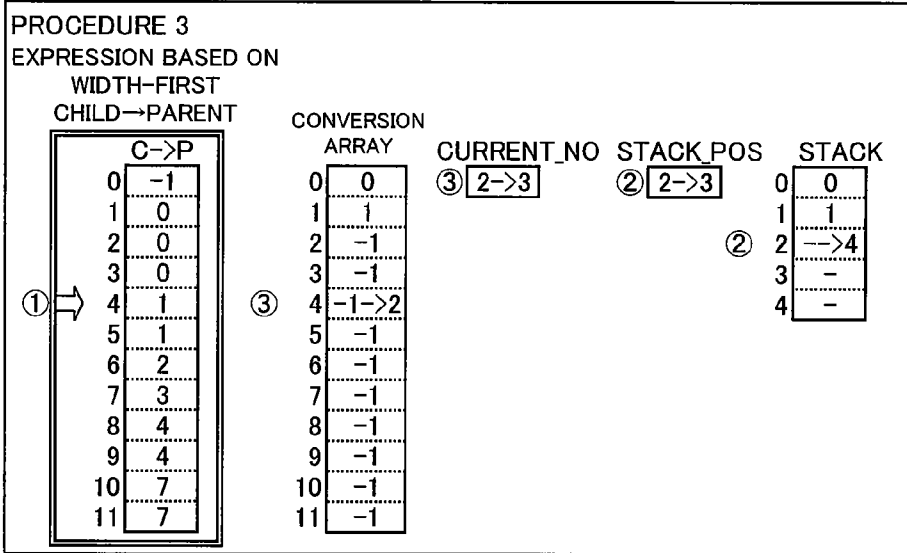 PROCEDURE 3
EXPRESSION BASED ON
WIDTH-FIRST
CHILD→PARENT
CONVERSION
ARRAY
CURRENT_NO STACK_POS STACK
C->P
0 -1 0 0 ③ 2->3 ② 2->3 0 0
1 0 1 1 1 1
2 0 2 -1 ② 2 -->4
3 0 3 -1 3 -
① ⇨ 4 1 ③ 4 -1->2 4 -
5 1 5 -1
6 2 6 -1
7 3 7 -1
8 4 8 -1
9 4 9 -1
10 7 10 -1
11 7 11 -1